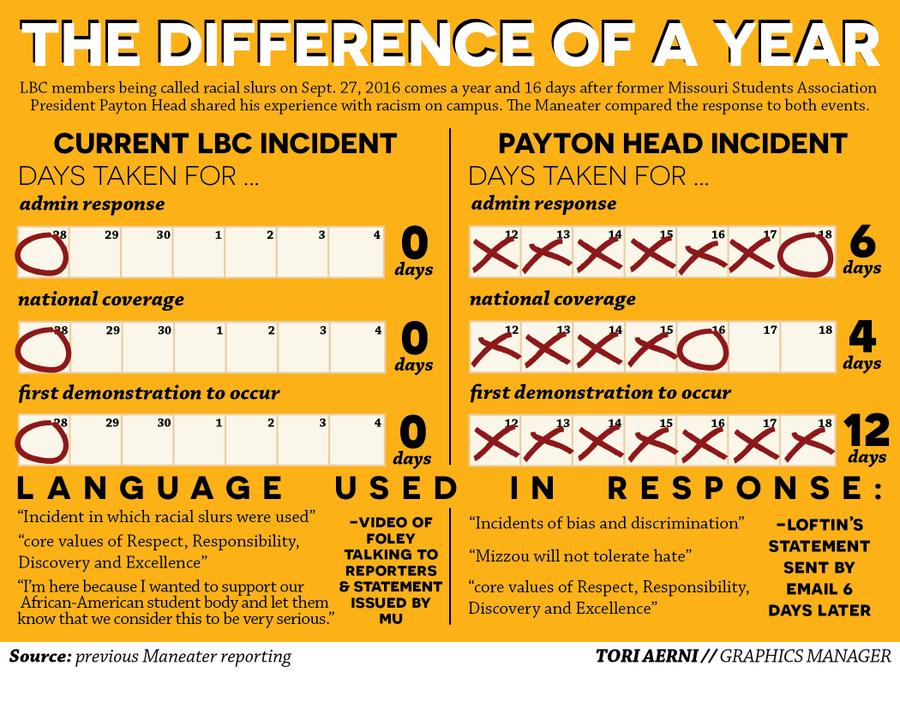 THE DIFFERENCE OF A YEAR
LBC members being called racial slurs on Sept. 27, 2016 comes a year and 16 days after former Missouri Students Association
President Payton Head shared his experience with racism on campus. The Maneater compared the response to both events.
CURRENT LBC INCIDENT
DAYS TAKEN FOR ...
admin response
28 29 30 1 2 3 4
0
days
national coverage
28 29 30 1 2 3 4
0
days
first demonstration to occur
28 29 30 1 2 3 4
0
days
PAYTON HEAD INCIDENT
DAYS TAKEN FOR ...
admin response
12 13 14 15 16 17 18
6
days
national coverage
12 13 14 15 16 17 18
4
days
first demonstration to occur
12 13 14 15 16 17 18
12
days
LANGUAGE USED IN RESPONSE:
“Incident in which racial slurs were used”
“core values of Respect, Responsibility,
Discovery and Excellence”
“I’m here because I wanted to support our
African-American student body and let them
know that we consider this to be very serious.”
–VIDEO OF
FOLEY
TALKING TO
REPORTERS
& STATEMENT
ISSUED BY
MU
“Incidents of bias and discrimination”
“Mizzou will not tolerate hate”
“core values of Respect, Responsibility,
Discovery and Excellence”
–LOFTIN’S
STATEMENT
SENT BY
EMAIL 6
DAYS LATER
Source: previous Maneater reporting
TORI AERNI // GRAPHICS MANAGER